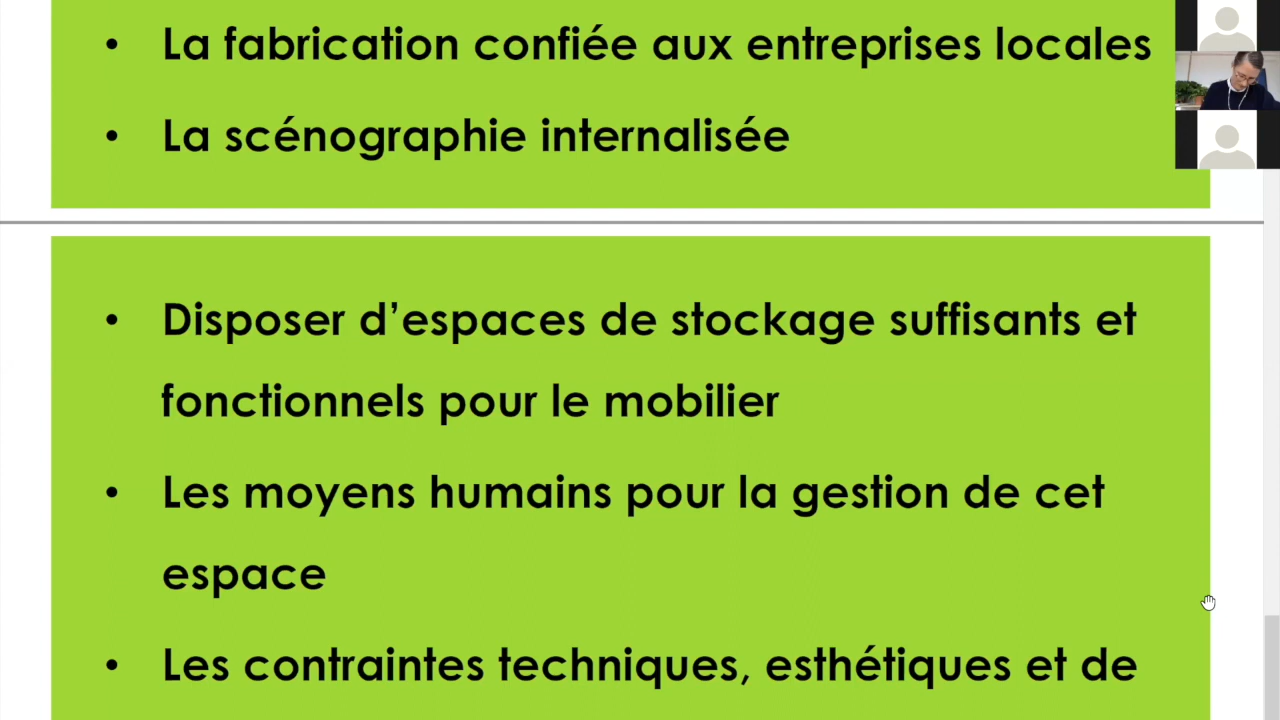 • La fabrication confiée aux entreprises locales
• La scénographie internalisée
• Disposer d’espaces de stockage suffisants et
fonctionnels pour le mobilier
• Les moyens humains pour la gestion de cet
espace
• Les contraintes techniques, esthétiques et de